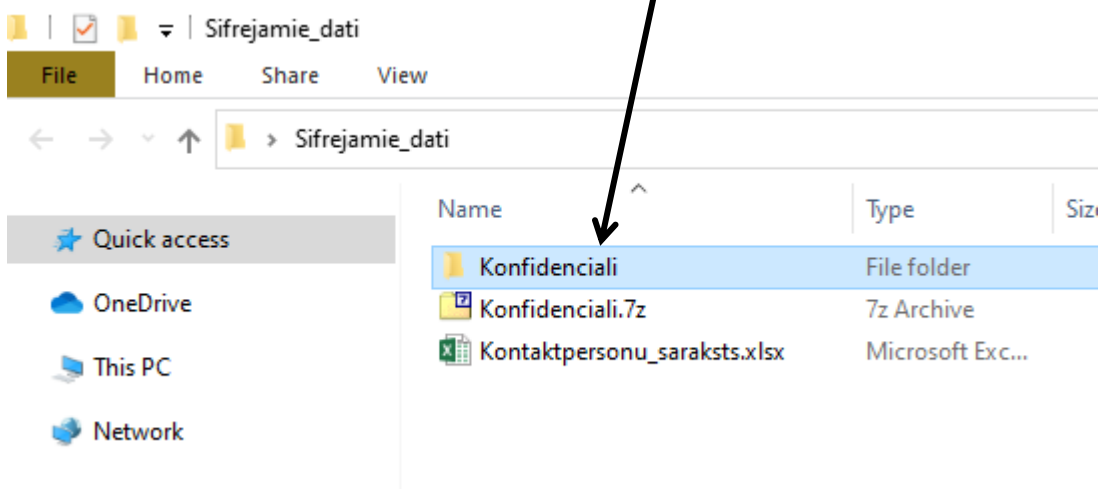 Sifrejamie_dati
File Home Share View
Sifrejamie_dati
Name Type Size
Quick access
Konfidenciali File folder
OneDrive
Konfidenciali.7z 7z Archive
Kontaktpersonu_saraksts.xlsx Microsoft Exc...
This PC
Network